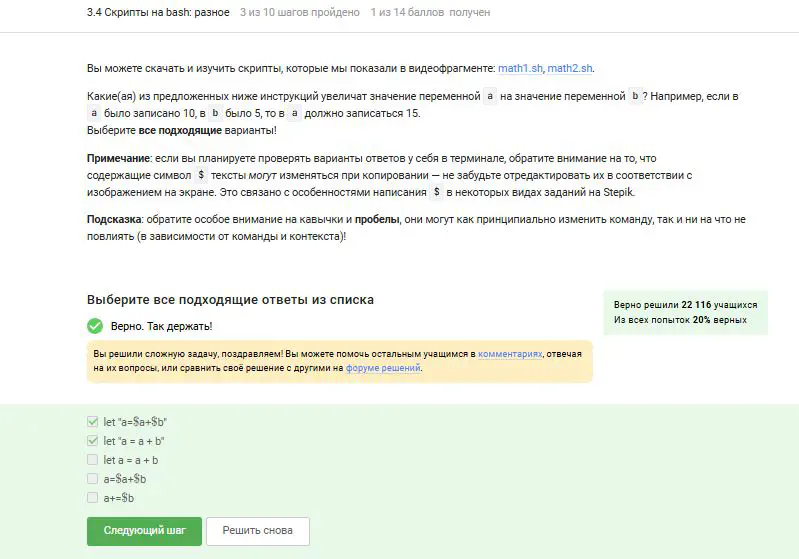 3.4 Скрипты на bash: разное 3 из 10 шагов пройдено 1 из 14 баллов получен
Вы можете скачать и изучить скрипты, которые мы показали в видеофрагменте: math1.sh, math2.sh.
Какие(ая) из предложенных ниже инструкций увеличат значение переменной a на значение переменной b ? Например, если в
a было записано 10, в b было 5, то в a должно записаться 15.
Выберите все подходящие варианты!
Примечание: если вы планируете проверять варианты ответов у себя в терминале, обратите внимание на то, что
содержащие символ $ тексты могут изменяться при копировании — не забудьте отредактировать их в соответствии с
изображением на экране. Это связано с особенностями написания $ в некоторых видах заданий на Stepik.
Подсказка: обратите особое внимание на кавычки и пробелы, они могут как принципиально изменить команду, так и ни на что не
повлиять (в зависимости от команды и контекста)!
Выберите все подходящие ответы из списка
Верно решили 22 116 учащихся
Из всех попыток 20% верных
Верно. Так держать!
Вы решили сложную задачу, поздравляем! Вы можете помочь остальным учащимся в комментариях, отвечая
на их вопросы, или сравнить своё решение с другими на форуме решений.
let "a=$a+$b"
let "a = a + b"
let a = a + b
a=$a+$b
a+=$b
Следующий шаг Решить снова